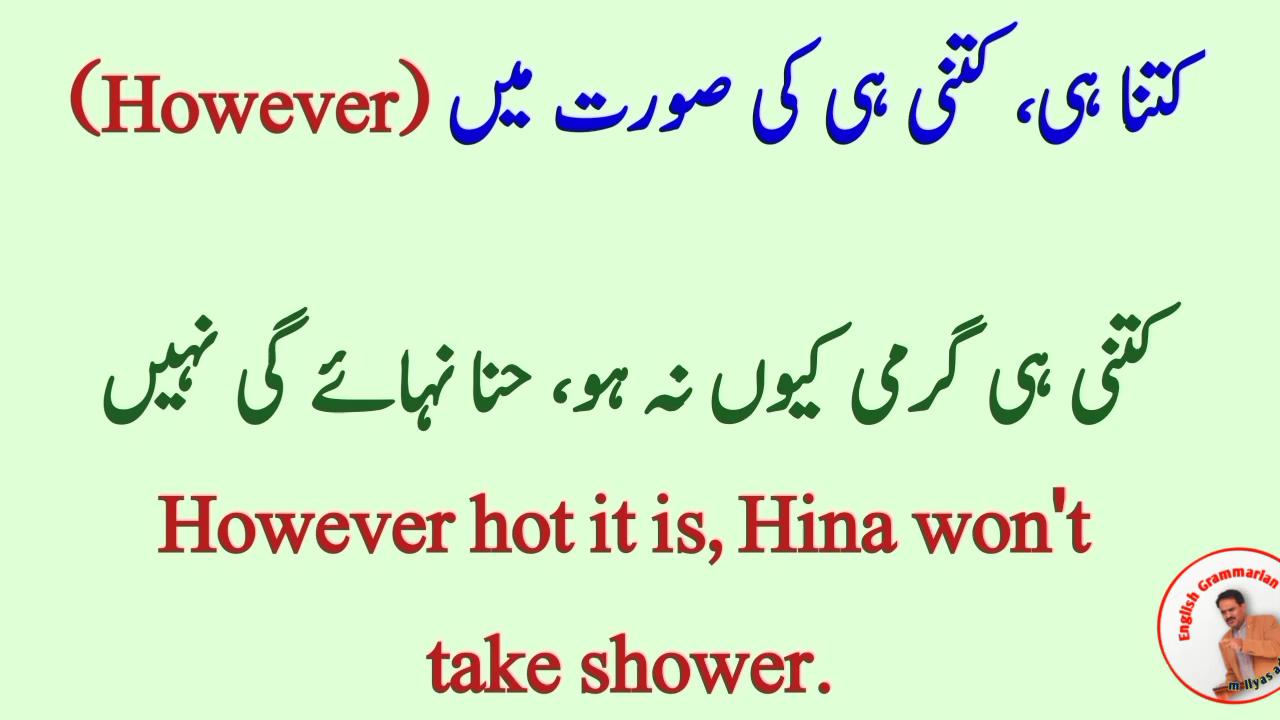 کتنا ہی، کتنی ہی کی صورت میں (However)
کتنی ہی گرمی کیوں نہ ہو، حنا نہائے گی نہیں
However hot it is, Hina won't
take shower.
English Grammarian
m ilyas